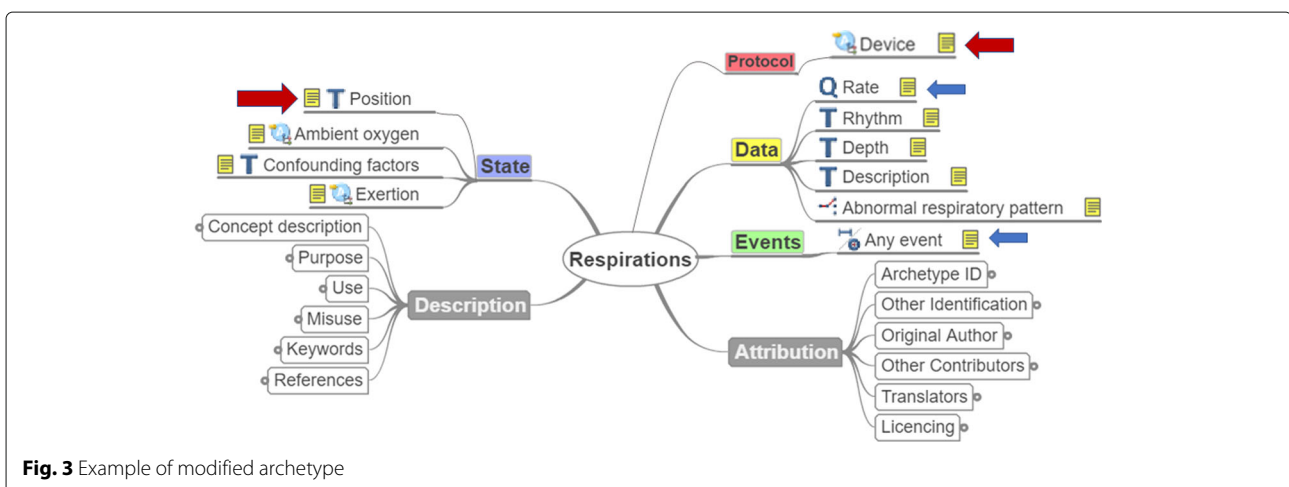 Position
Ambient oxygen
Confounding factors
Exertion
State
Concept description
Purpose
Use
Misuse
Keywords
References
Description
Respirations
Protocol
Device
Data
Q Rate
T Rhythm
T Depth
T Description
Abnormal respiratory pattern
Events
Any event
Attribution
Archetype ID
Other Identification
Original Author
Other Contributors
Translators
Licencing
Fig. 3 Example of modified archetype